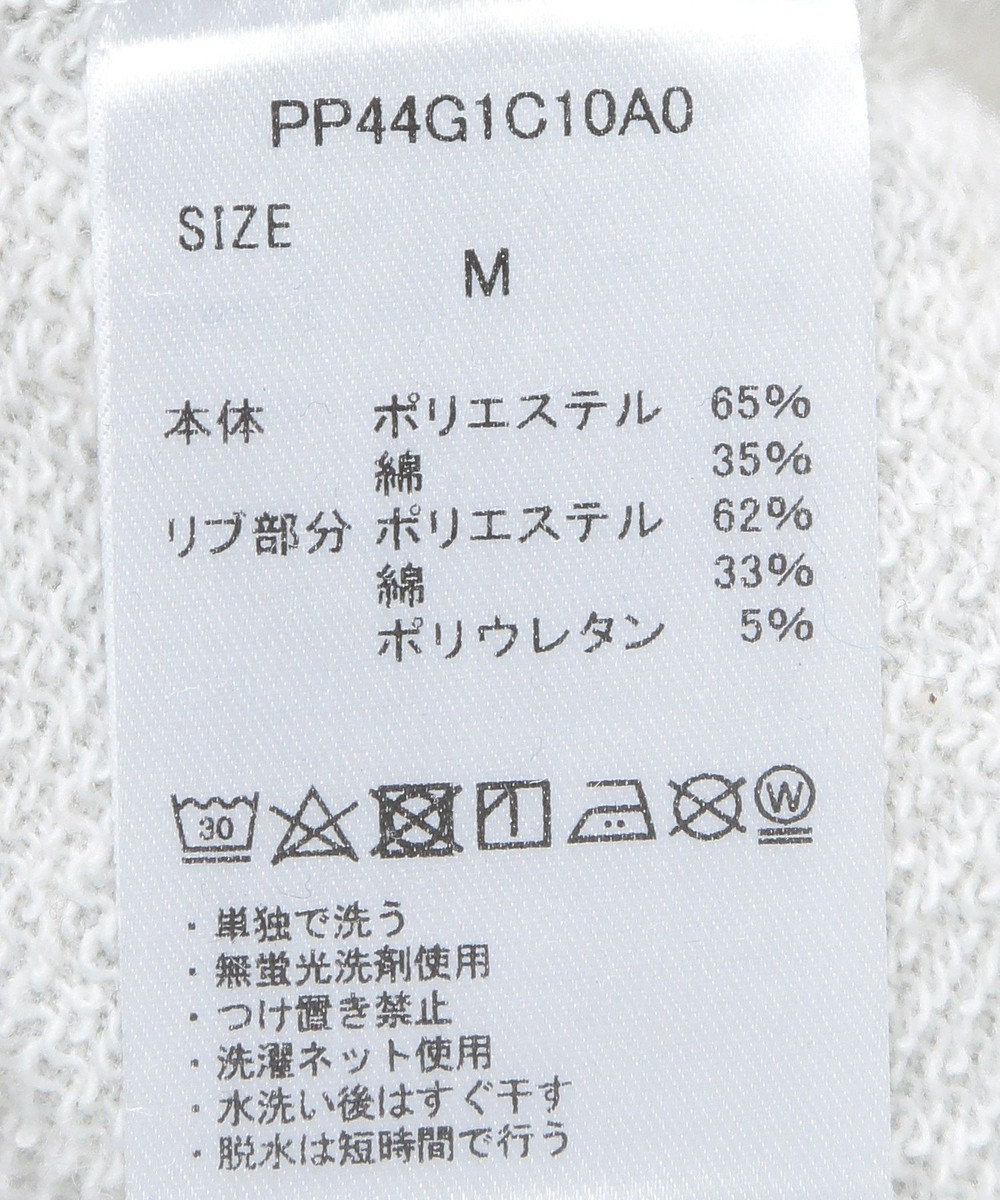 PP44G1C10A0
SIZE
M
本体 ポリエステル 65%
綿 35%
リブ部分 ポリエステル 62%
綿 33%
ポリウレタン 5%
30 W
・単独で洗う
・無蛍光洗剤使用
・つけ置き禁止
・洗濯ネット使用
・水洗い後はすぐ干す
・脱水は短時間で行う